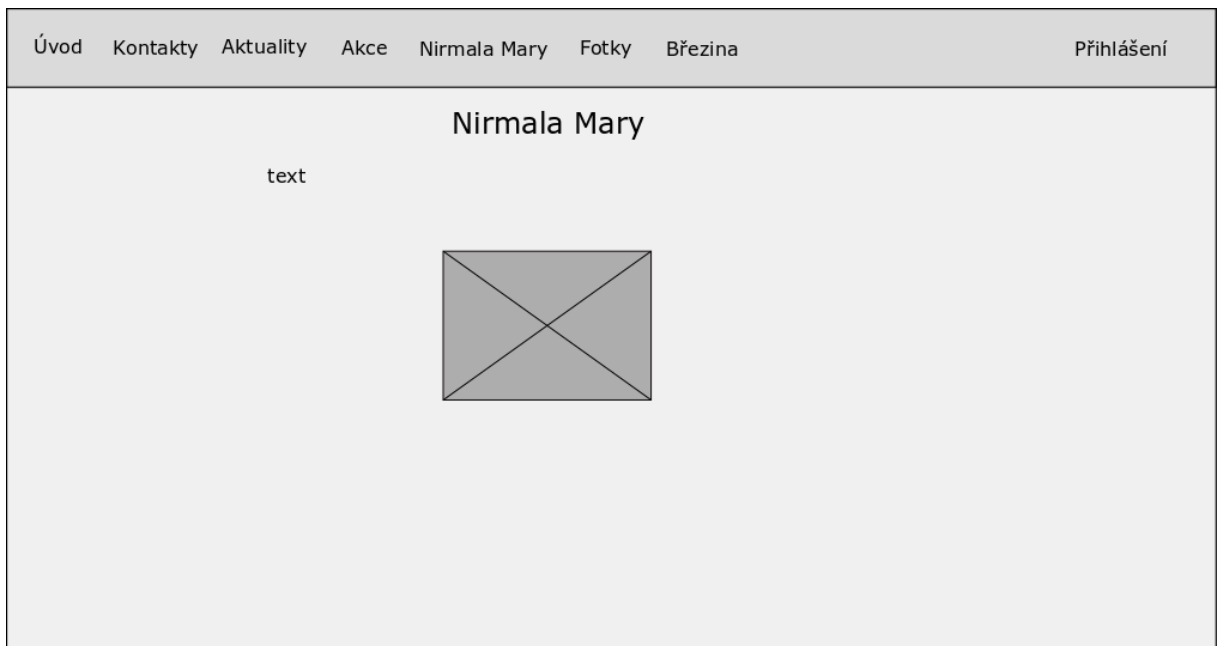 Úvod Kontakty Aktuality Akce Nirmala Mary Fotky Březina Přihlášení
Nirmala Mary
text